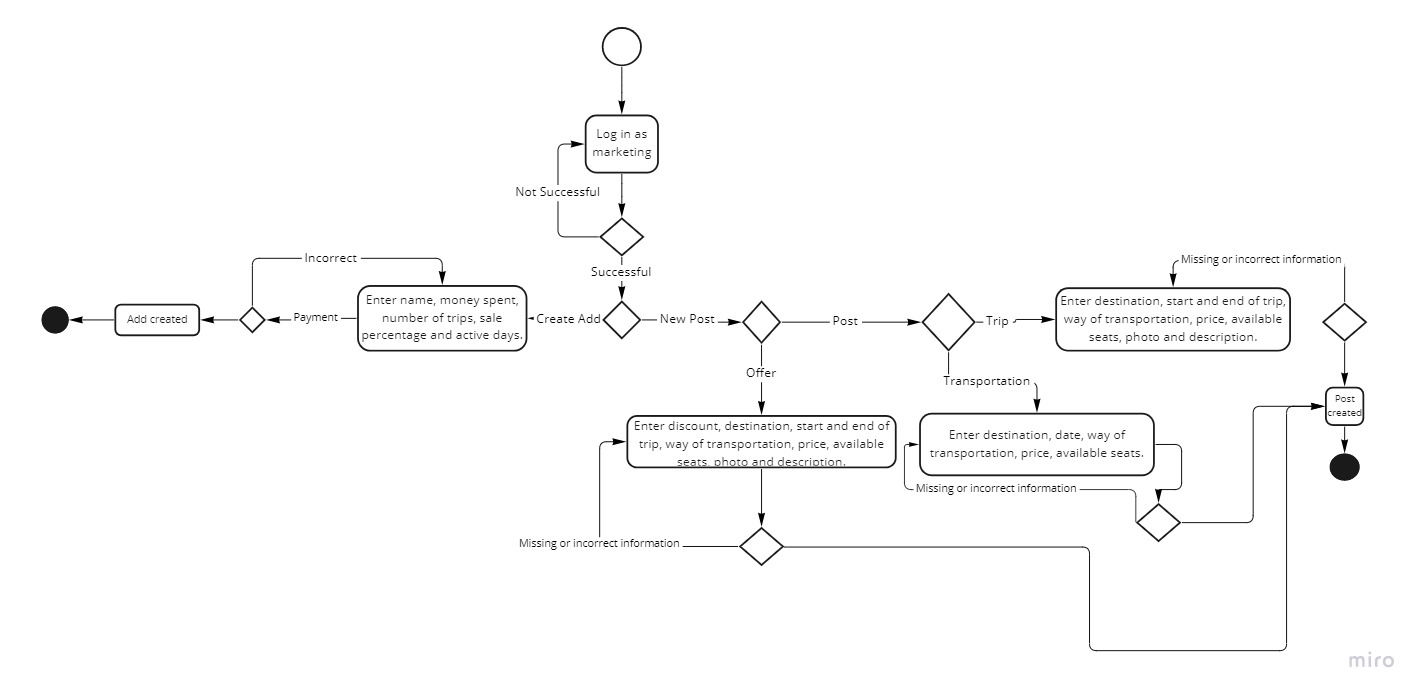 Log in as
marketing
Not Successful
Successful
Incorrect
Missing or incorrect information
Enter name, money spent,
number of trips, sale
percentage and active days.
Enter destination, start and end of trip,
way of transportation, price, available
seats, photo and description.
Add created
Payment
Create Add
New Post
Post
Trip
Offer
Transportation
Post
created
Enter discount, destination, start and end of
trip, way of transportation, price, available
seats, photo and description.
Enter destination, date, way of
transportation, price, available seats.
Missing or incorrect information
Missing or incorrect information
miro